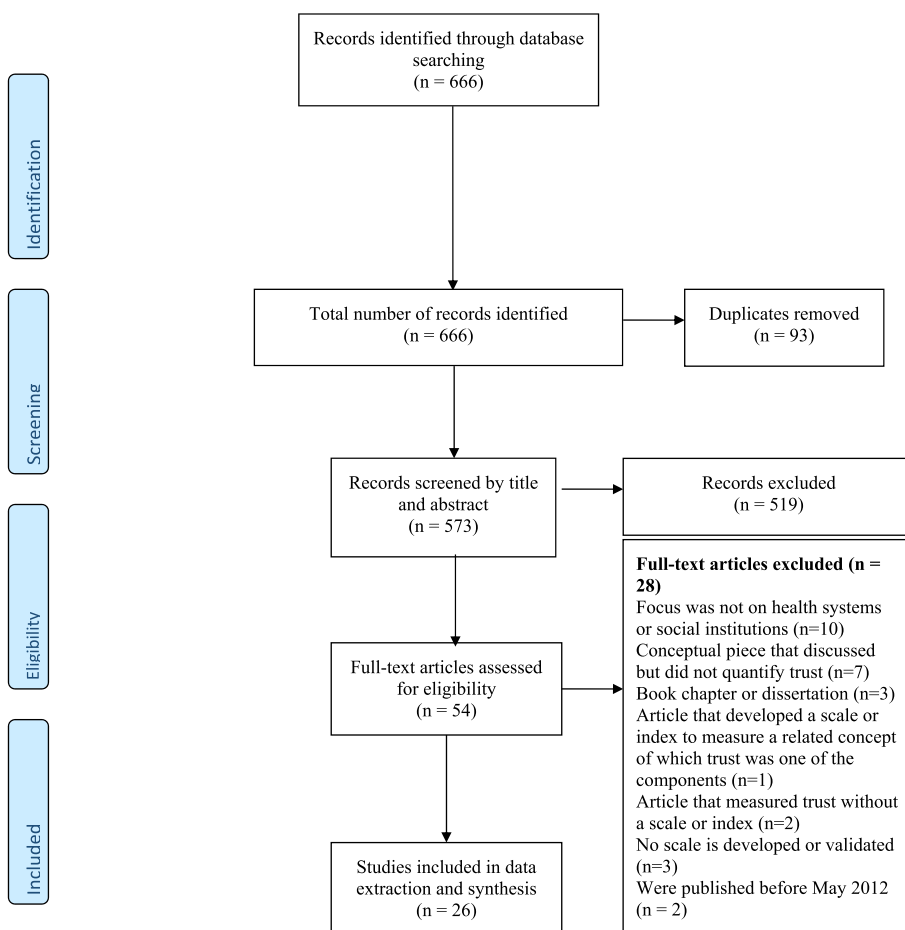 Records identified through database
searching
(n = 666)
Identification
Total number of records identified
(n = 666)
Duplicates removed
(n = 93)
Screening
Records screened by title
and abstract
(n = 573)
Records excluded
(n = 519)
Eligibility
Full-text articles assessed
for eligibility
(n = 54)
Full-text articles excluded (n =
28)
Focus was not on health systems
or social institutions (n=10)
Conceptual piece that discussed
but did not quantify trust (n=7)
Book chapter or dissertation (n=3)
Article that developed a scale or
index to measure a related concept
of which trust was one of the
components (n=1)
Article that measured trust without
a scale or index (n=2)
No scale is developed or validated
(n=3)
Were published before May 2012
(n = 2)
Included
Studies included in data
extraction and synthesis
(n = 26)